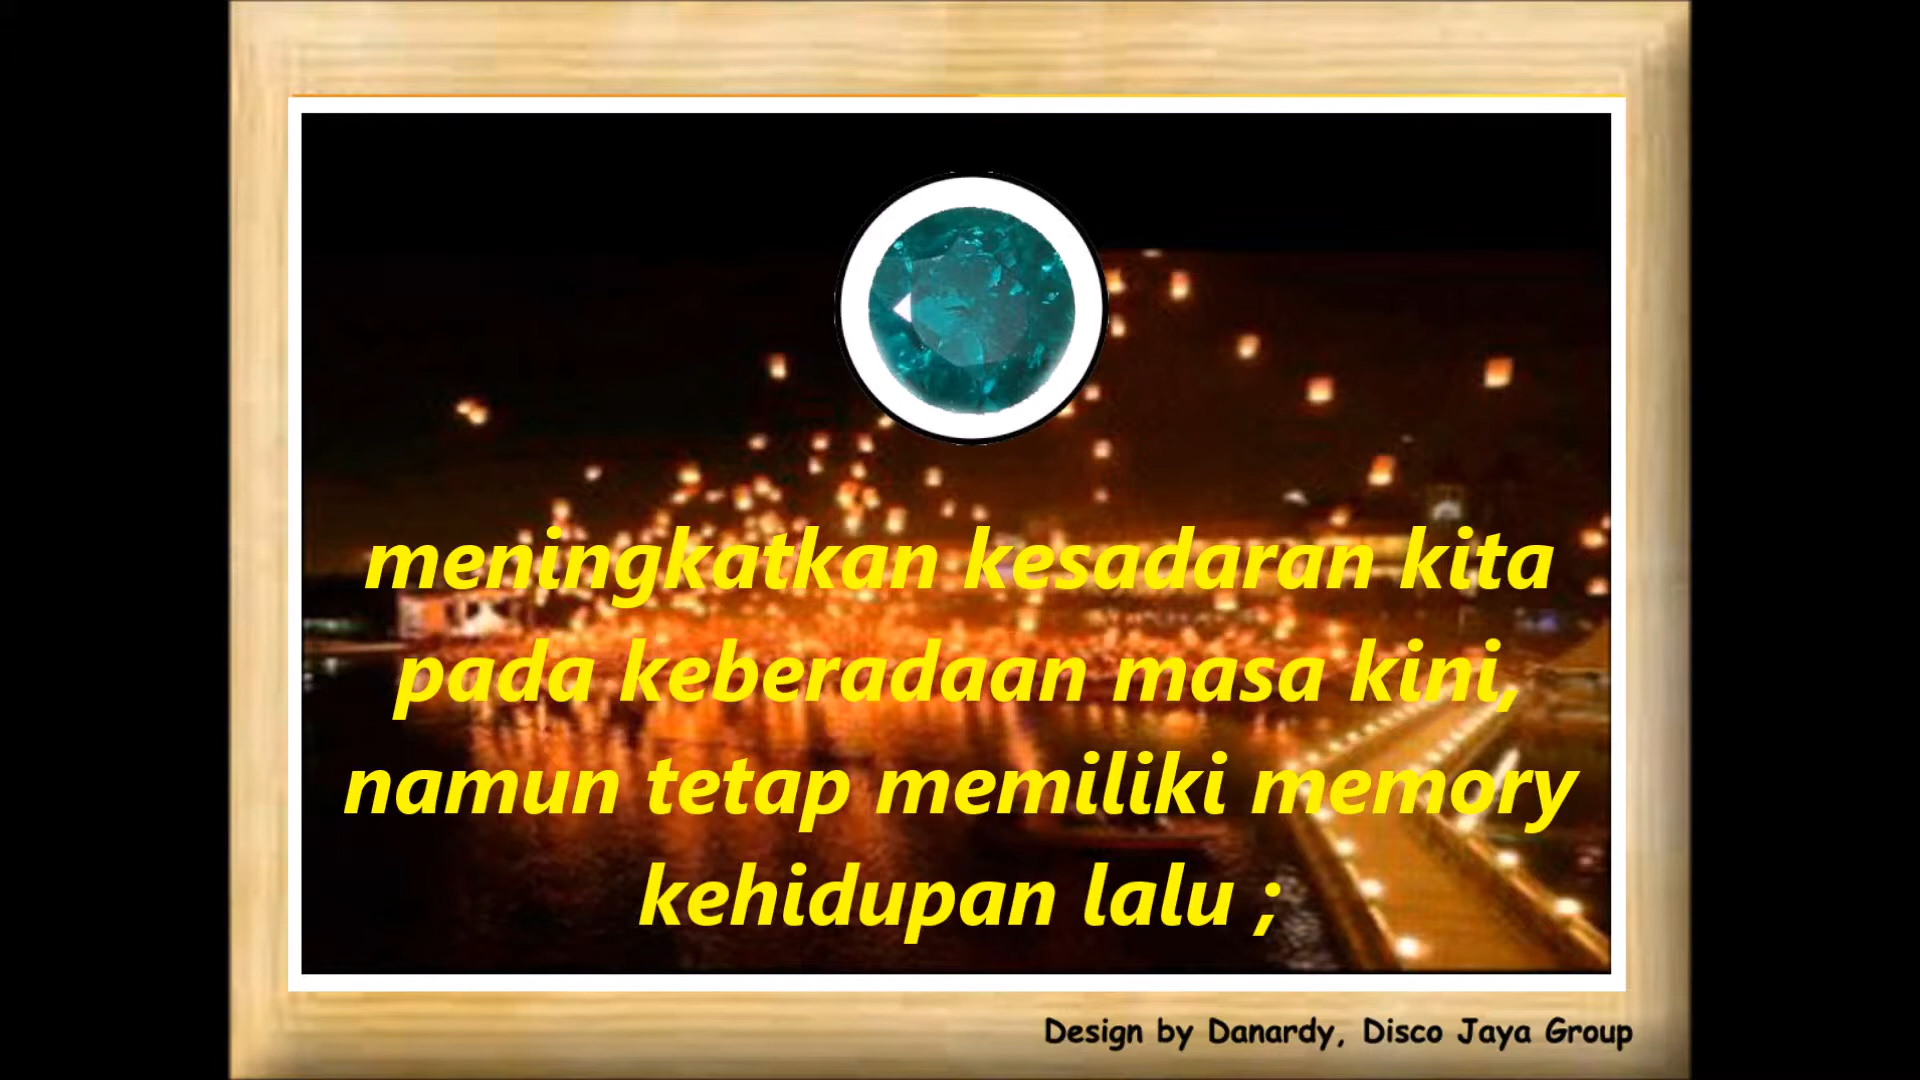 meningkatkan kesadaran kita
pada keberadaan masa kini,
namun tetap memiliki memory
kehidupan lalu ;
Design by Danardy, Disco Jaya Group